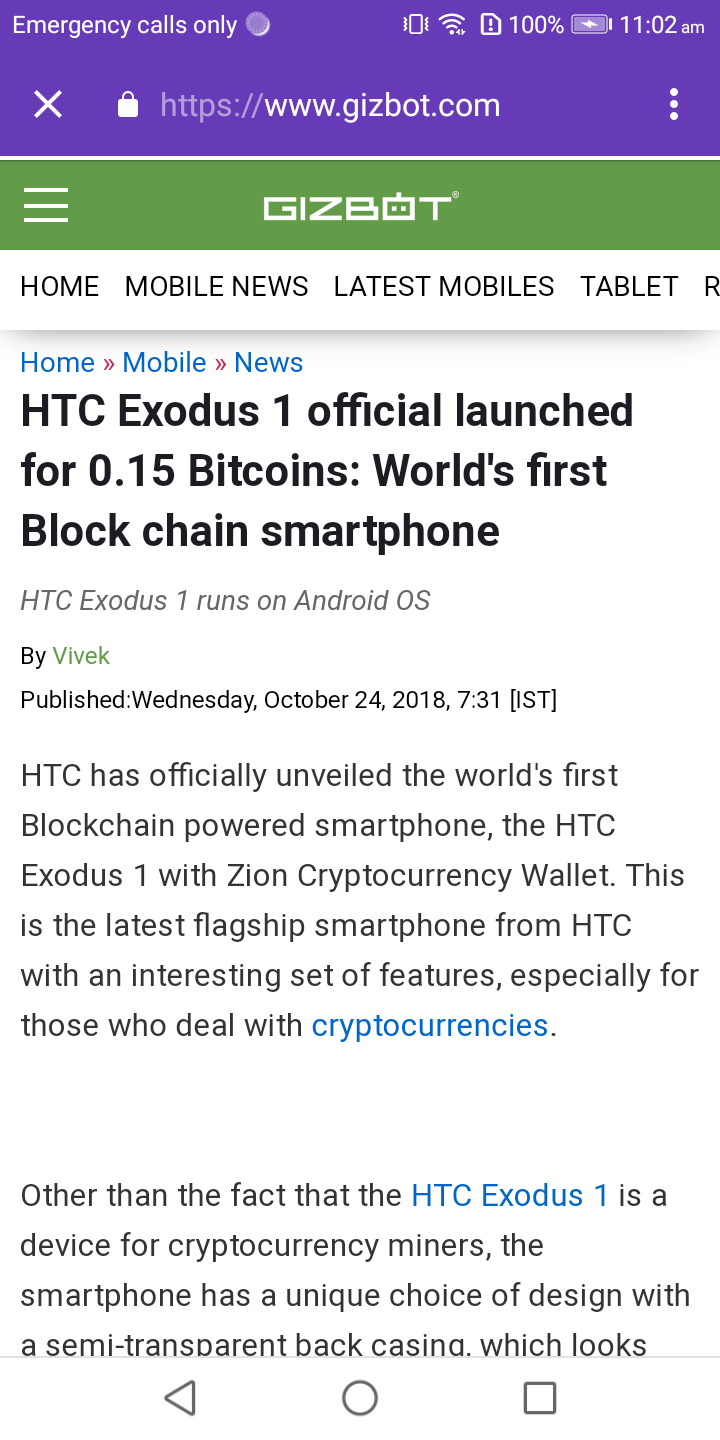 Emergency calls only 100% 11:02 am
https://www.gizbot.com
GIZBOT®
HOME MOBILE NEWS LATEST MOBILES TABLET R
Home » Mobile » News
HTC Exodus 1 official launched
for 0.15 Bitcoins: World's first
Block chain smartphone
HTC Exodus 1 runs on Android OS
By Vivek
Published:Wednesday, October 24, 2018, 7:31 [IST]
HTC has officially unveiled the world's first
Blockchain powered smartphone, the HTC
Exodus 1 with Zion Cryptocurrency Wallet. This
is the latest flagship smartphone from HTC
with an interesting set of features, especially for
those who deal with cryptocurrencies.
Other than the fact that the HTC Exodus 1 is a
device for cryptocurrency miners, the
smartphone has a unique choice of design with
a semi-transparent back casing, which looks